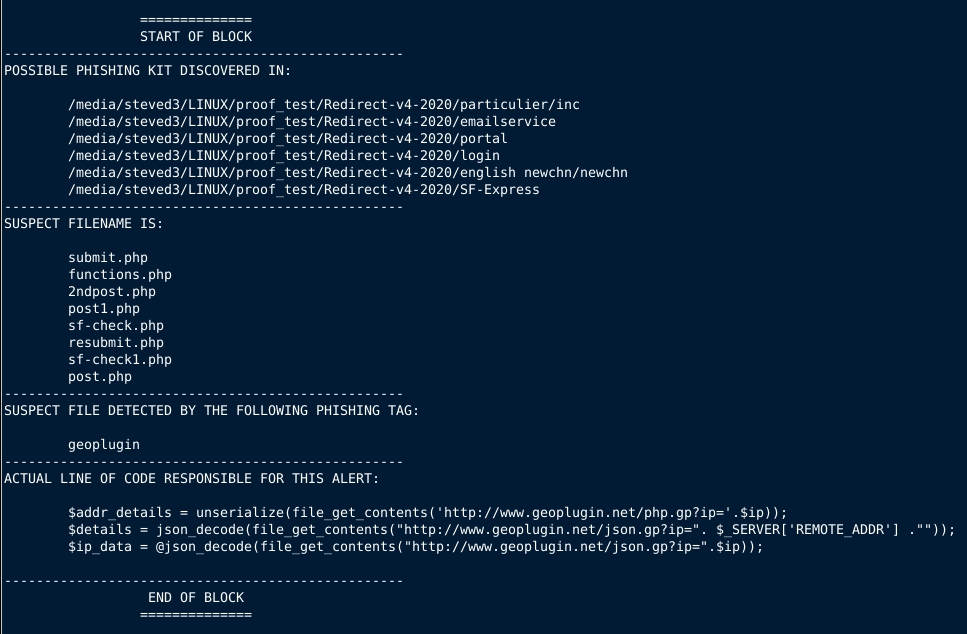 ==============
START OF BLOCK
--------------------------------------------------
POSSIBLE PHISHING KIT DISCOVERED IN:
/media/steved3/LINUX/proof_test/Redirect-v4-2020/particulier/inc
/media/steved3/LINUX/proof_test/Redirect-v4-2020/emailservice
/media/steved3/LINUX/proof_test/Redirect-v4-2020/portal
/media/steved3/LINUX/proof_test/Redirect-v4-2020/login
/media/steved3/LINUX/proof_test/Redirect-v4-2020/english newchn/newchn
/media/steved3/LINUX/proof_test/Redirect-v4-2020/SF-Express
--------------------------------------------------
SUSPECT FILENAME IS:
submit.php
functions.php
2ndpost.php
post1.php
sf-check.php
resubmit.php
sf-check1.php
post.php
--------------------------------------------------
SUSPECT FILE DETECTED BY THE FOLLOWING PHISHING TAG:
geoplugin
--------------------------------------------------
ACTUAL LINE OF CODE RESPONSIBLE FOR THIS ALERT:
$addr_details = unserialize(file_get_contents('http://www.geoplugin.net/php.gp?ip='.$ip));
$details = json_decode(file_get_contents("http://www.geoplugin.net/json.gp?ip=". $_SERVER['REMOTE_ADDR'] .""));
$ip_data = @json_decode(file_get_contents("http://www.geoplugin.net/json.gp?ip=".$ip));
--------------------------------------------------
END OF BLOCK
==============